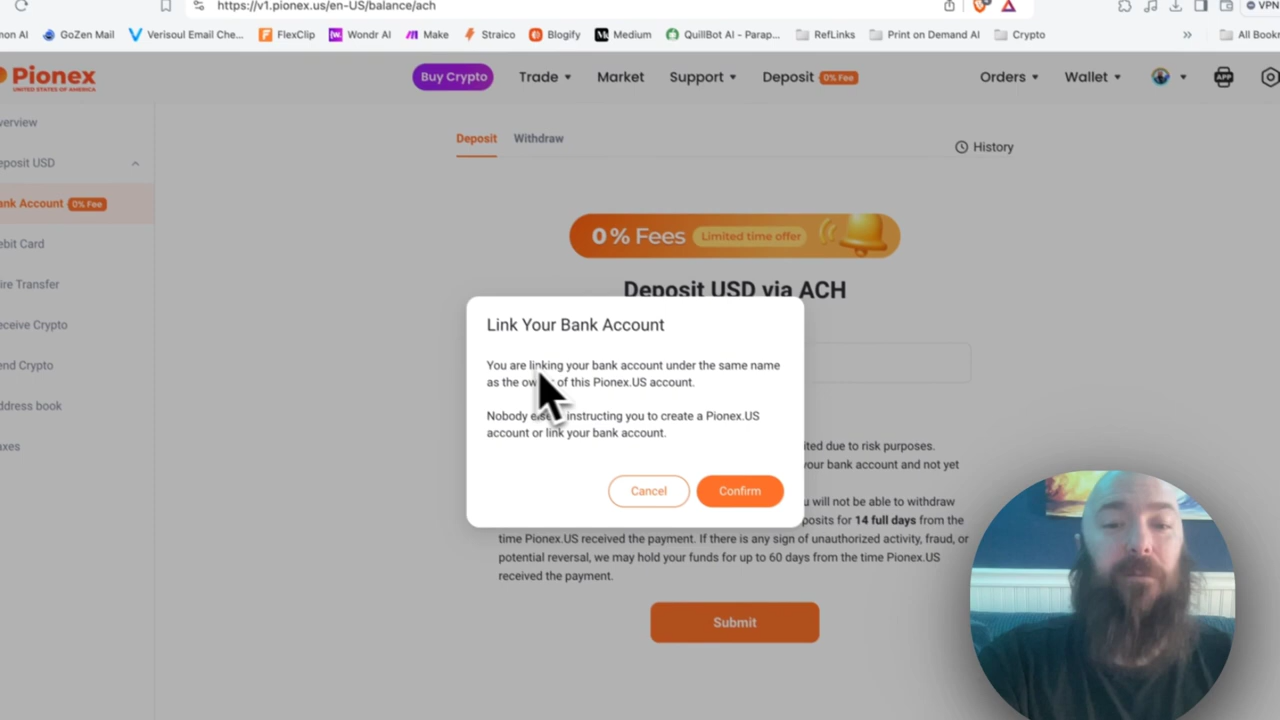 https://v1.pionex.us/en-US/balance/ach
VPN
mon AI
GoZen Mail
Verisoul Email Che...
FlexClip
Wondr AI
Make
Straico
Blogify
Medium
QuillBot AI - Parap...
RefLinks
Print on Demand AI
Crypto
»
All Bookm
Pionex
UNITED STATES OF AMERICA
Buy Crypto
Trade
Market
Support
Deposit 0% Fee
Orders
Wallet
APP
verview
eposit USD
ank Account 0% Fee
ebit Card
ire Transfer
eceive Crypto
end Crypto
ddress book
axes
Deposit
Withdraw
History
0% Fees Limited time offer
Deposit USD via ACH
Link Your Bank Account
You are linking your bank account under the same name
as the ow of this Pionex.US account.
Nobody else instructing you to create a Pionex.US
account or link your bank account.
Cancel
Confirm
ited due to risk purposes.
our bank account and not yet
u will not be able to withdraw
posits for 14 full days from the
time Pionex.US received the payment. If there is any sign of unauthorized activity, fraud, or
potential reversal, we may hold your funds for up to 60 days from the time Pionex.US
received the payment.
Submit